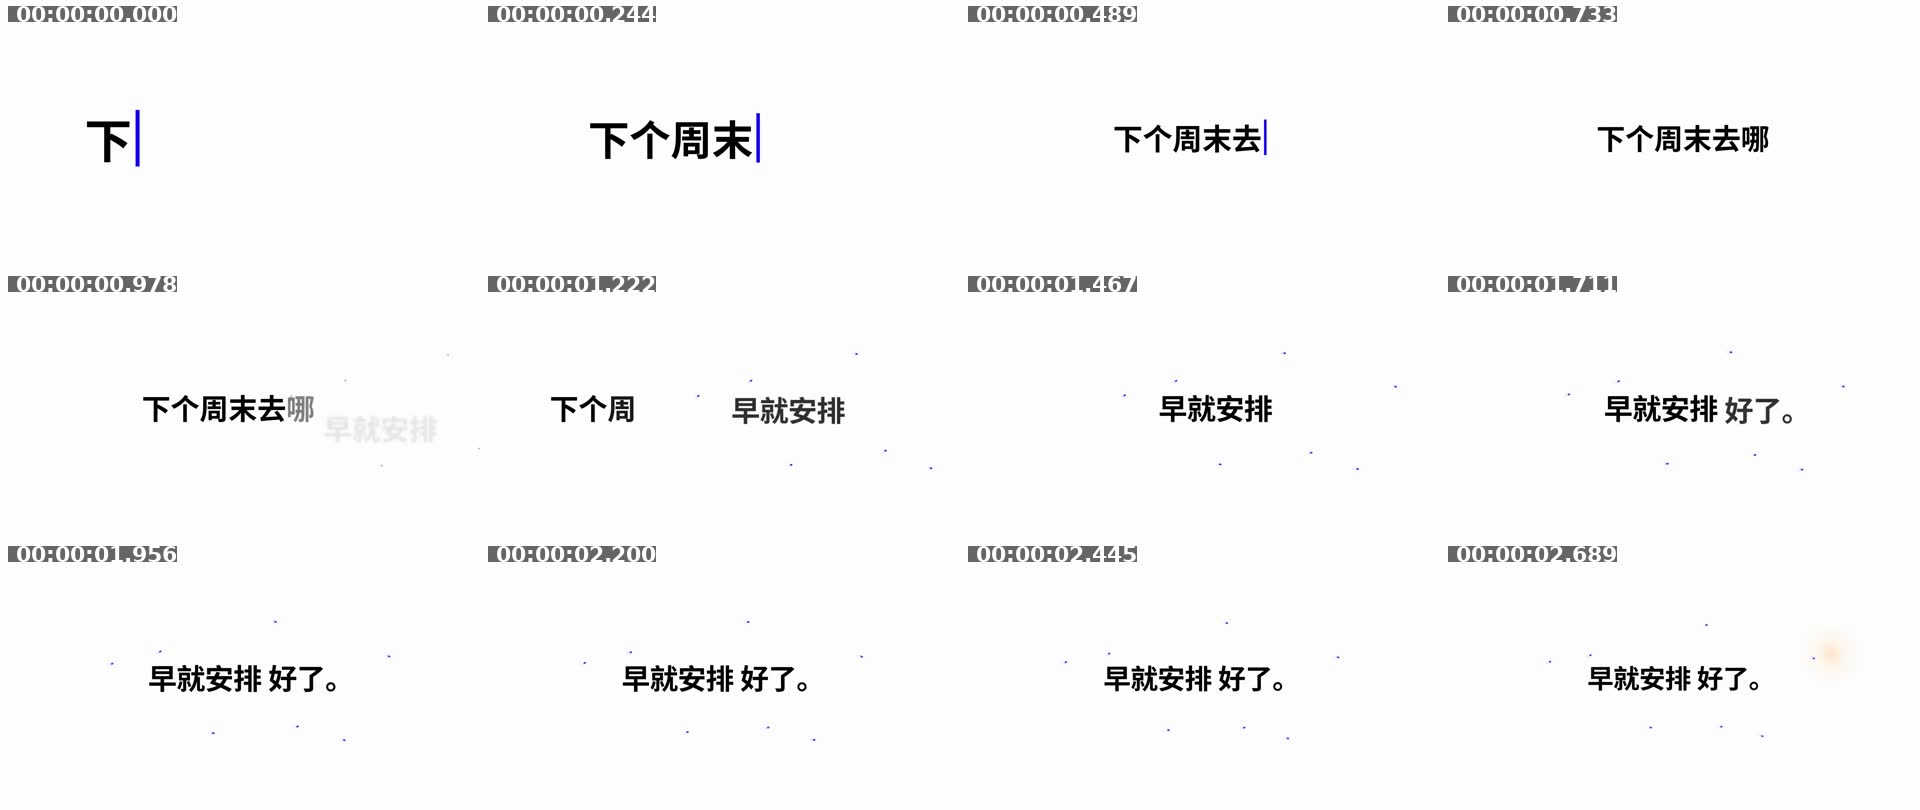 00:00:00.000 00:00:00.244 00:00:00.489 00:00:00.733
下 下个周末 下个周末去 下个周末去哪
00:00:00.978 00:00:01.222 00:00:01.467 00:00:01.711
下个周末去哪 早就安排 下个周 早就安排 早就安排 早就安排 好了。
00:00:01.956 00:00:02.200 00:00:02.445 00:00:02.689
早就安排 好了。 早就安排 好了。 早就安排 好了。 早就安排 好了。